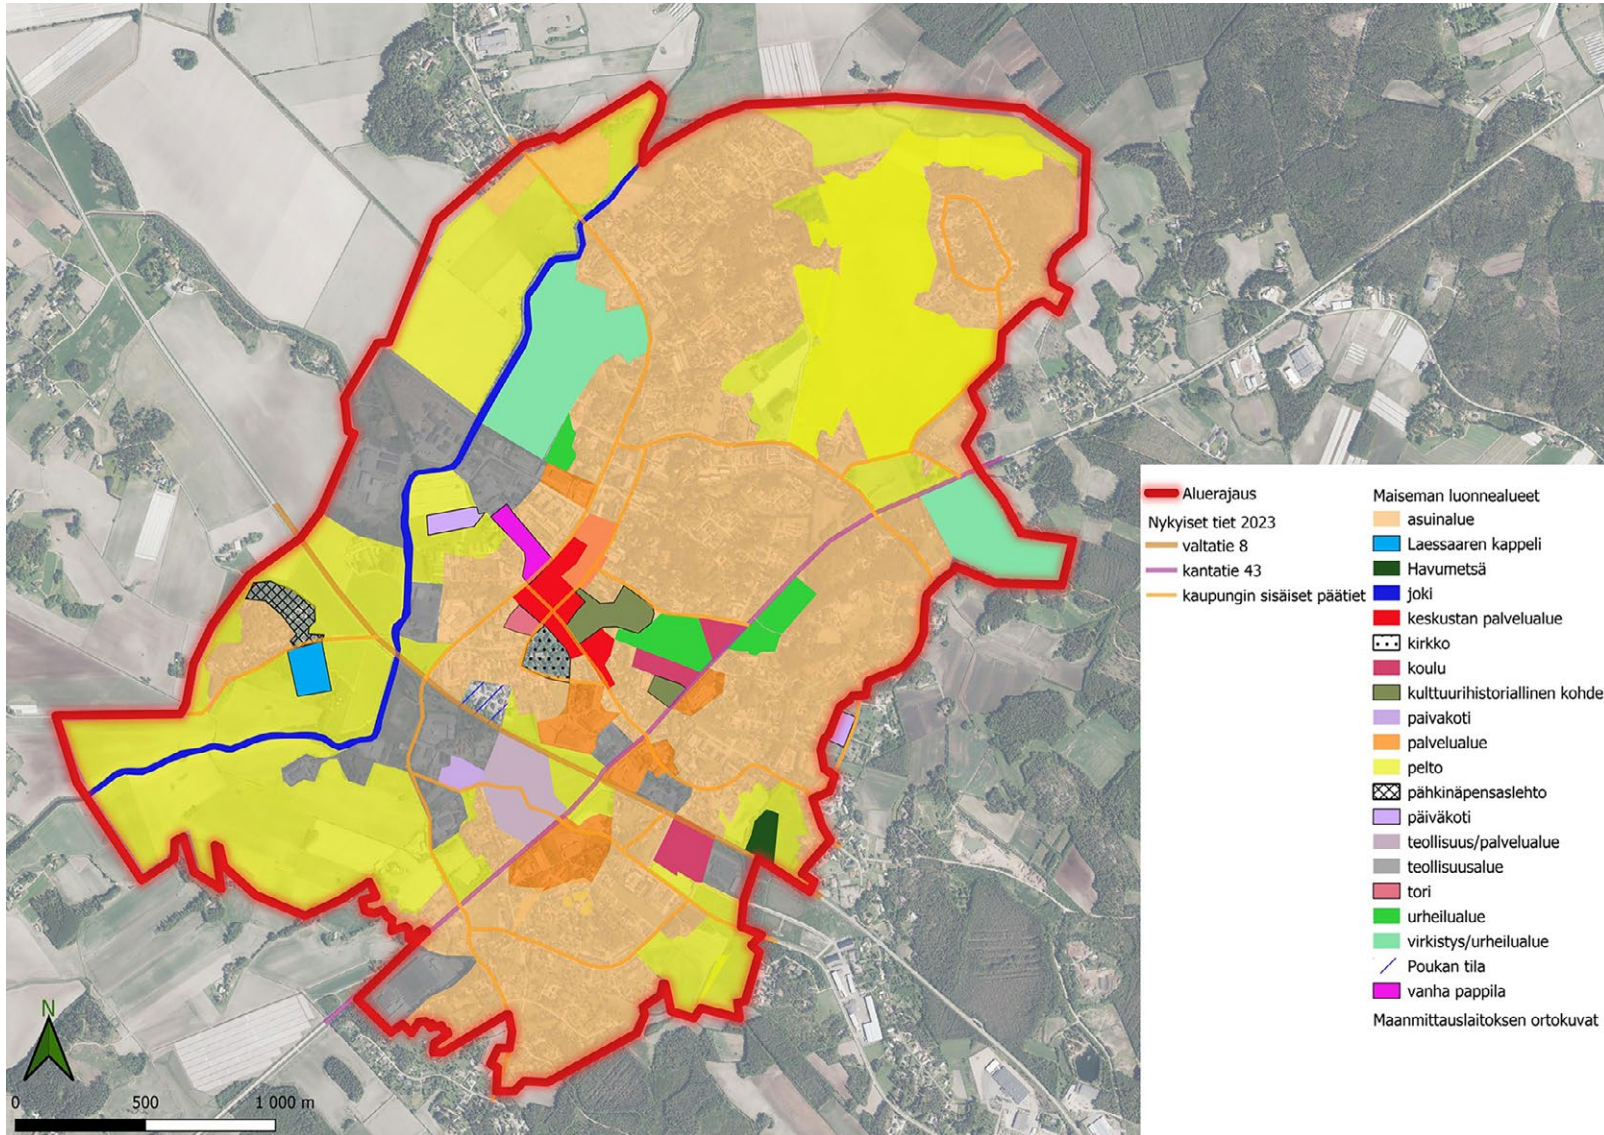 Aluerajaus
Nykyiset tiet 2023
valtatie 8
kantatie 43
kaupungin sisäiset päätiet
Maiseman luonnealueet
asuinalue
Laessaaren kappeli
Havumetsä
joki
keskustan palvelualue
kirkko
koulu
kulttuurihistoriallinen kohde
paivakoti
palvelualue
pelto
pähkinäpensaslehto
päiväkoti
teollisuus/palvelualue
teollisuusalue
tori
urheilualue
virkistys/urheilualue
Poukan tila
vanha pappila
Maanmittauslaitoksen ortokuvat
N
0 500 1 000 m